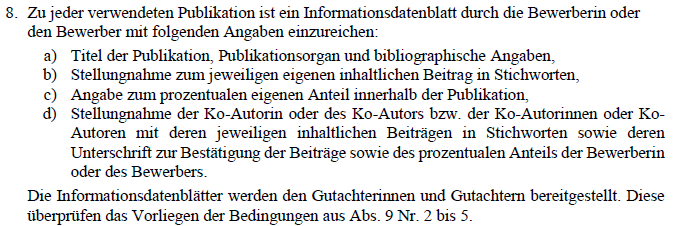 8. Zu jeder verwendeten Publikation ist ein Informationsdatenblatt durch die Bewerberin oder
den Bewerber mit folgenden Angaben einzureichen:
a) Titel der Publikation, Publikationsorgan und bibliographische Angaben,
b) Stellungnahme zum jeweiligen eigenen inhaltlichen Beitrag in Stichworten,
c) Angabe zum prozentualen eigenen Anteil innerhalb der Publikation,
d) Stellungnahme der Ko-Autorin oder des Ko-Autors bzw. der Ko-Autorinnen oder Ko-
Autoren mit deren jeweiligen inhaltlichen Beiträgen in Stichworten sowie deren
Unterschrift zur Bestätigung der Beiträge sowie des prozentualen Anteils der Bewerberin
oder des Bewerbers.
Die Informationsdatenblätter werden den Gutachterinnen und Gutachtern bereitgestellt. Diese
überprüfen das Vorliegen der Bedingungen aus Abs. 9 Nr. 2 bis 5.